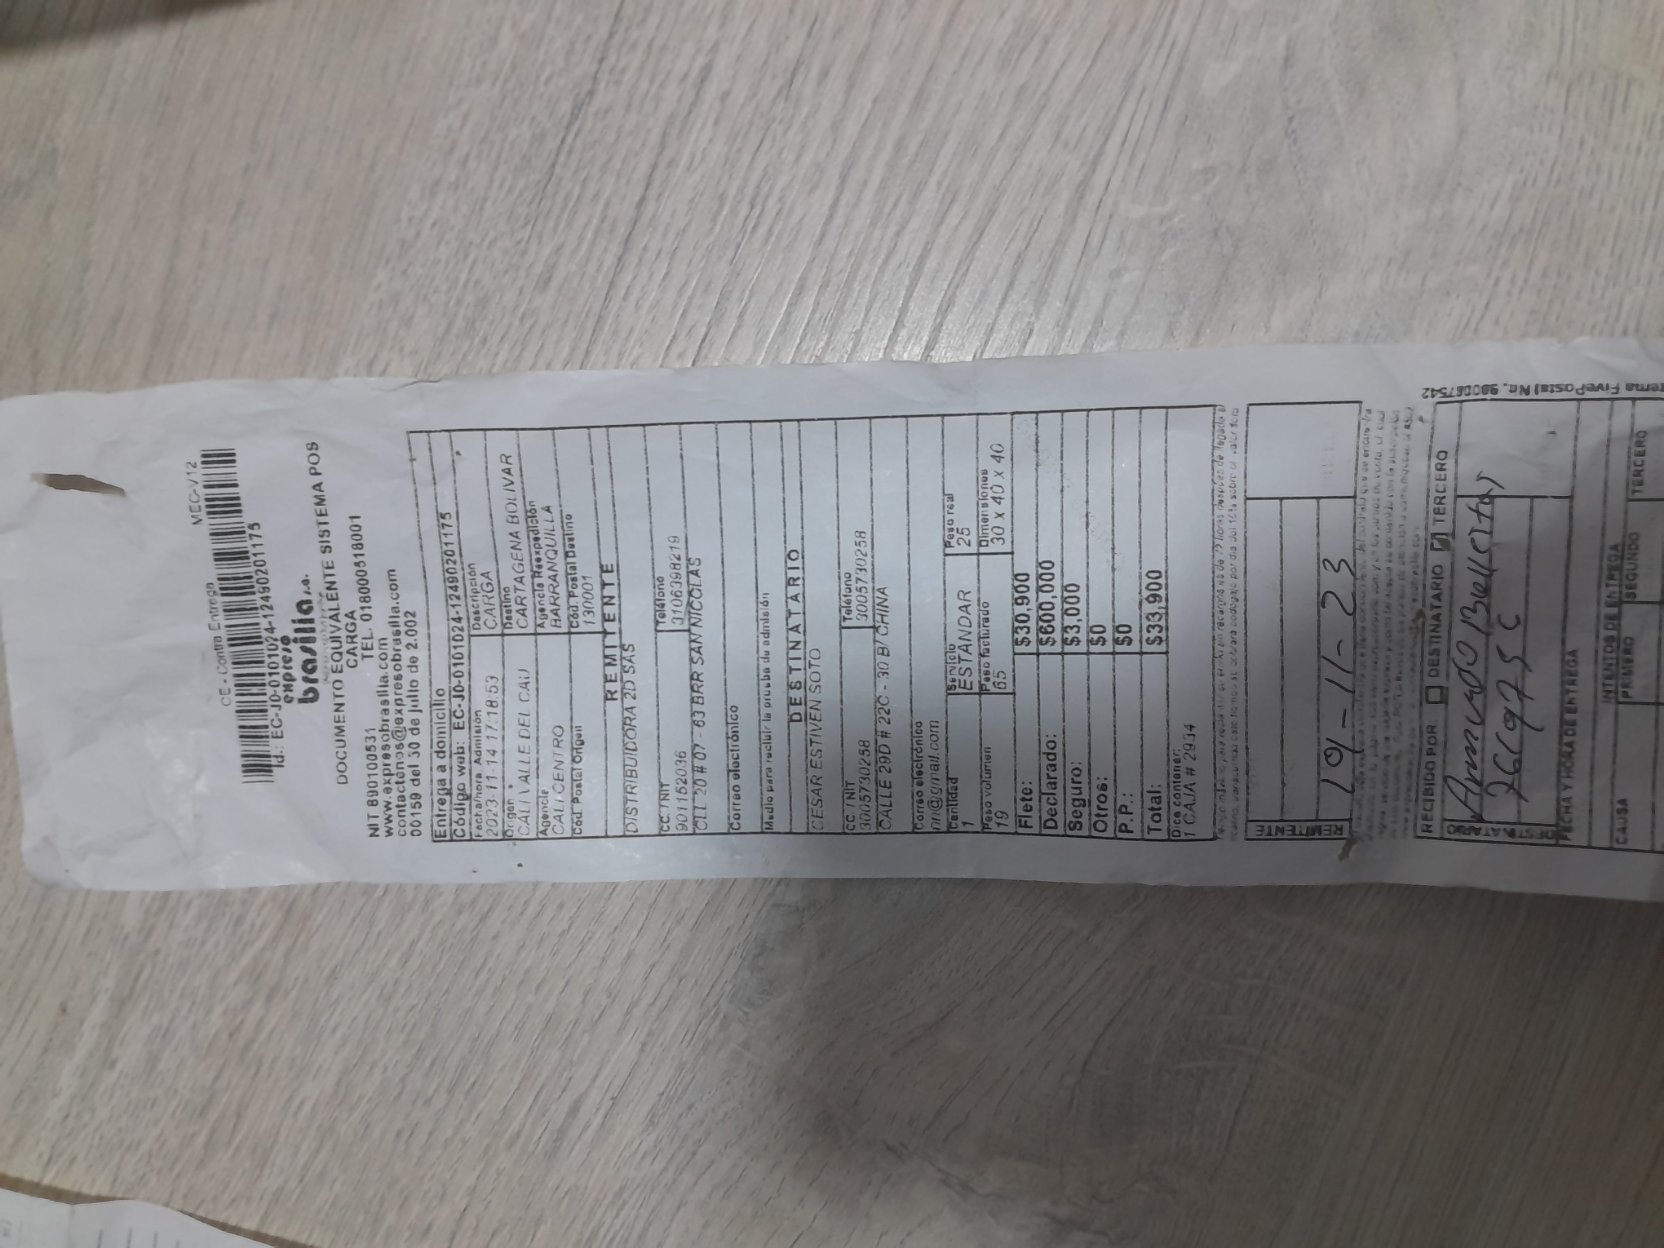 MEC-V12
CE - Contra Entrega
Id.: EC-J0-0101024-12490201175
expreso
brasilia s.a.
DOCUMENTO EQUIVALENTE SISTEMA POS
CARGA
NIT 890100531 TEL. 018000518001
www.expresobrasilia.com
contactenos@expresobrasilia.com
00159 del 30 de julio de 2.002
Entrega a domicilio
Código web: EC-J0-0101024-12490201175
Fecha/hora Admisión Descripción
2023-11-14 17:18:53 CARGA
Origen Destino
CALI VALLE DEL CAU CARTAGENA BOLIVAR
Agencia Agencia Reexpedición
CALI CENTRO BARRANQUILLA
Cód. Postal Origen Cód. Postal Destino
130001
REMITENTE
DISTRIBUIDORA 2D SAS
CC / NIT Teléfono
901152036 3106398219
CLL 20 # 07 - 63 BRR SAN NICOLAS
Correo electrónico
Medio para recibir la prueba de admisión
DESTINATARIO
CESAR ESTIVEN SOTO
CC / NIT Teléfono
3005730258 3005730258
CALLE 29D # 22C - 30 B/ CHINA
Correo electrónico
nn@gmail.com
Cantidad Servicio Peso real
1 ESTANDAR 25
Peso volumen Peso facturado Dimensiones
19 65 30 X 40 X 40
Flete: $30,900
Declarado: $600,000
Seguro: $3,000
Otros: $0
P.P.: $0
Total: $33,900
Dice contener:
1 CAJA # 2934
REMITENTE
19-11-23
RECIBIDO POR DESTINATARIO TERCERO
DESTINATARIO
FECHA Y HORA DE ENTREGA
INTENTOS DE ENTREGA
CAUSA PRIMERO SEGUNDO TERCERO
FivePostal Nit. 900067542